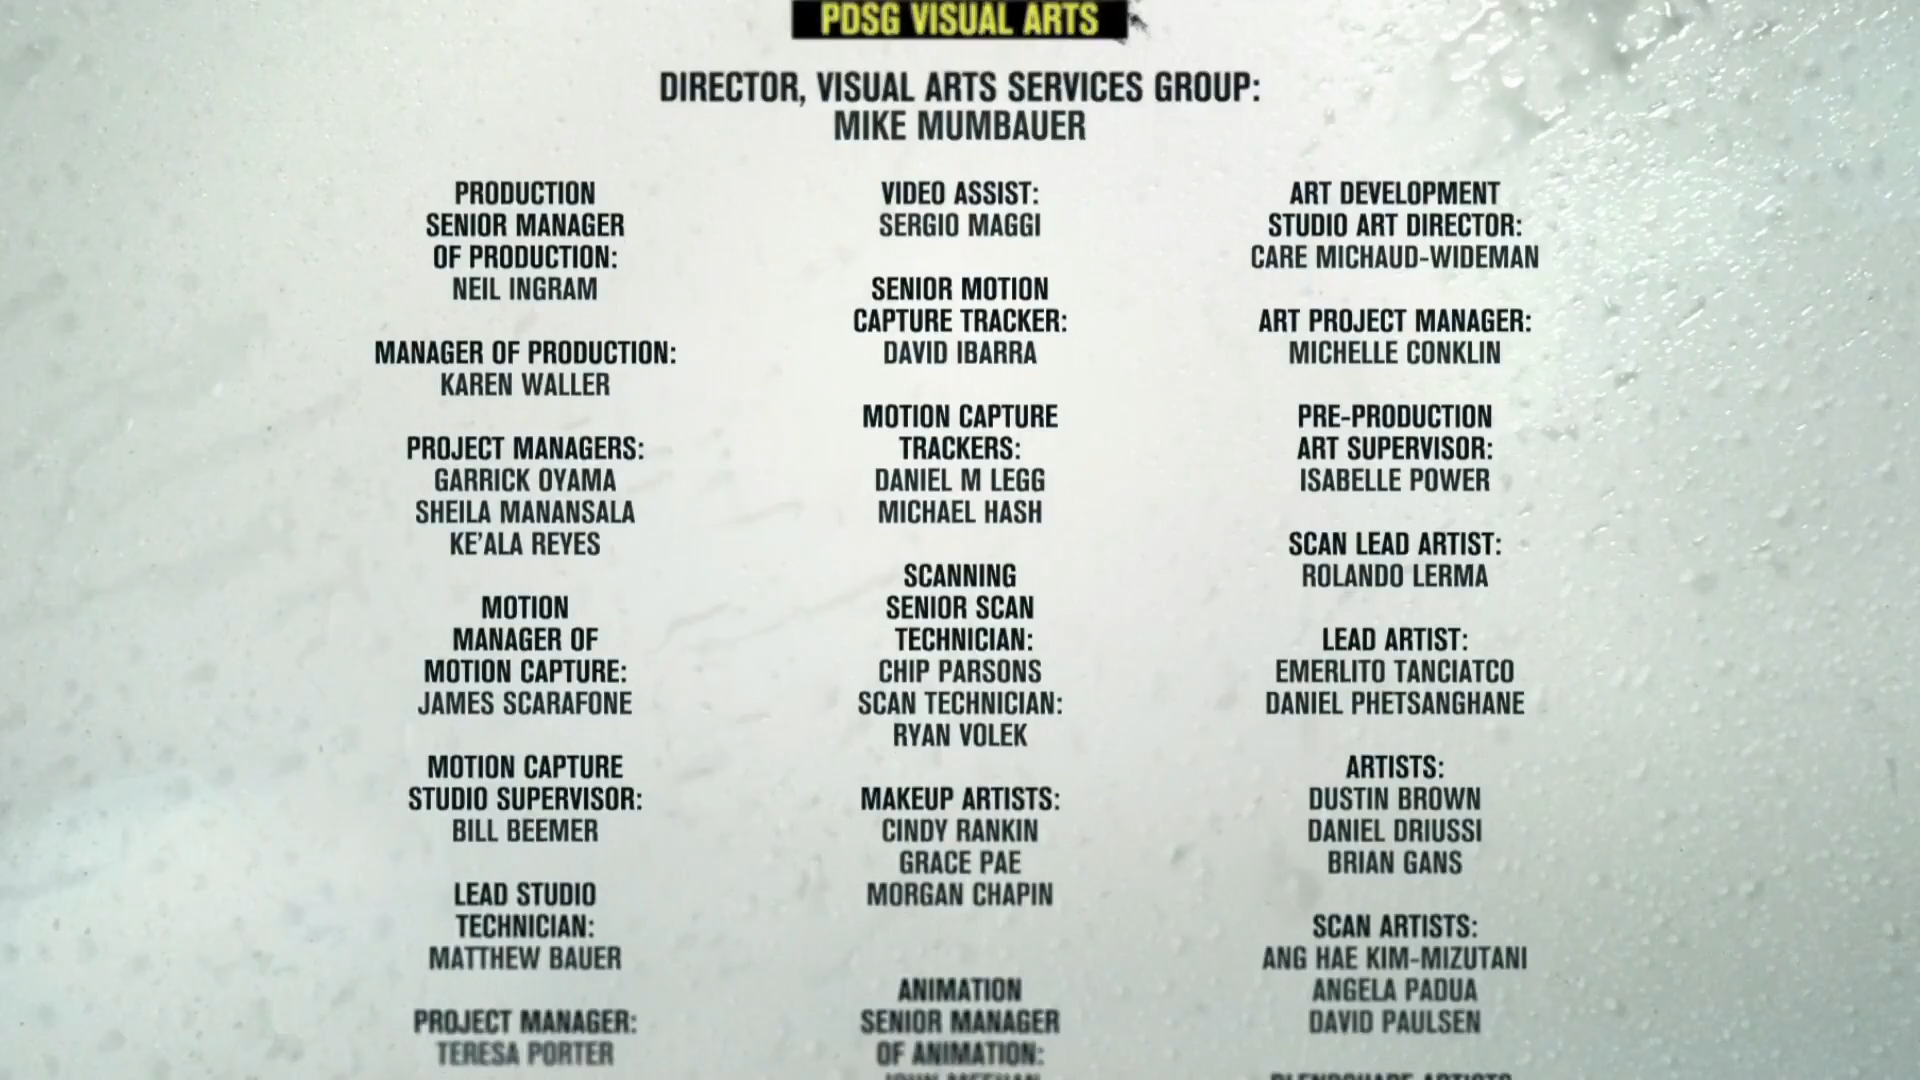 PDSG VISUAL ARTS
DIRECTOR, VISUAL ARTS SERVICES GROUP:
MIKE MUMBAUER
PRODUCTION
SENIOR MANAGER
OF PRODUCTION:
NEIL INGRAM
MANAGER OF PRODUCTION:
KAREN WALLER
PROJECT MANAGERS:
GARRICK OYAMA
SHEILA MANANSALA
KE'ALA REYES
MOTION
MANAGER OF
MOTION CAPTURE:
JAMES SCARAFONE
MOTION CAPTURE
STUDIO SUPERVISOR:
BILL BEEMER
LEAD STUDIO
TECHNICIAN:
MATTHEW BAUER
PROJECT MANAGER:
TERESA PORTER
VIDEO ASSIST:
SERGIO MAGGI
SENIOR MOTION
CAPTURE TRACKER:
DAVID IBARRA
MOTION CAPTURE
TRACKERS:
DANIEL M LEGG
MICHAEL HASH
SCANNING
SENIOR SCAN
TECHNICIAN:
CHIP PARSONS
SCAN TECHNICIAN:
RYAN VOLEK
MAKEUP ARTISTS:
CINDY RANKIN
GRACE PAE
MORGAN CHAPIN
ANIMATION
SENIOR MANAGER
OF ANIMATION:
ART DEVELOPMENT
STUDIO ART DIRECTOR:
CARE MICHAUD-WIDEMAN
ART PROJECT MANAGER:
MICHELLE CONKLIN
PRE-PRODUCTION
ART SUPERVISOR:
ISABELLE POWER
SCAN LEAD ARTIST:
ROLANDO LERMA
LEAD ARTIST:
EMERLITO TANCIATCO
DANIEL PHETSANGHANE
ARTISTS:
DUSTIN BROWN
DANIEL DRIUSSI
BRIAN GANS
SCAN ARTISTS:
ANG HAE KIM-MIZUTANI
ANGELA PADUA
DAVID PAULSEN